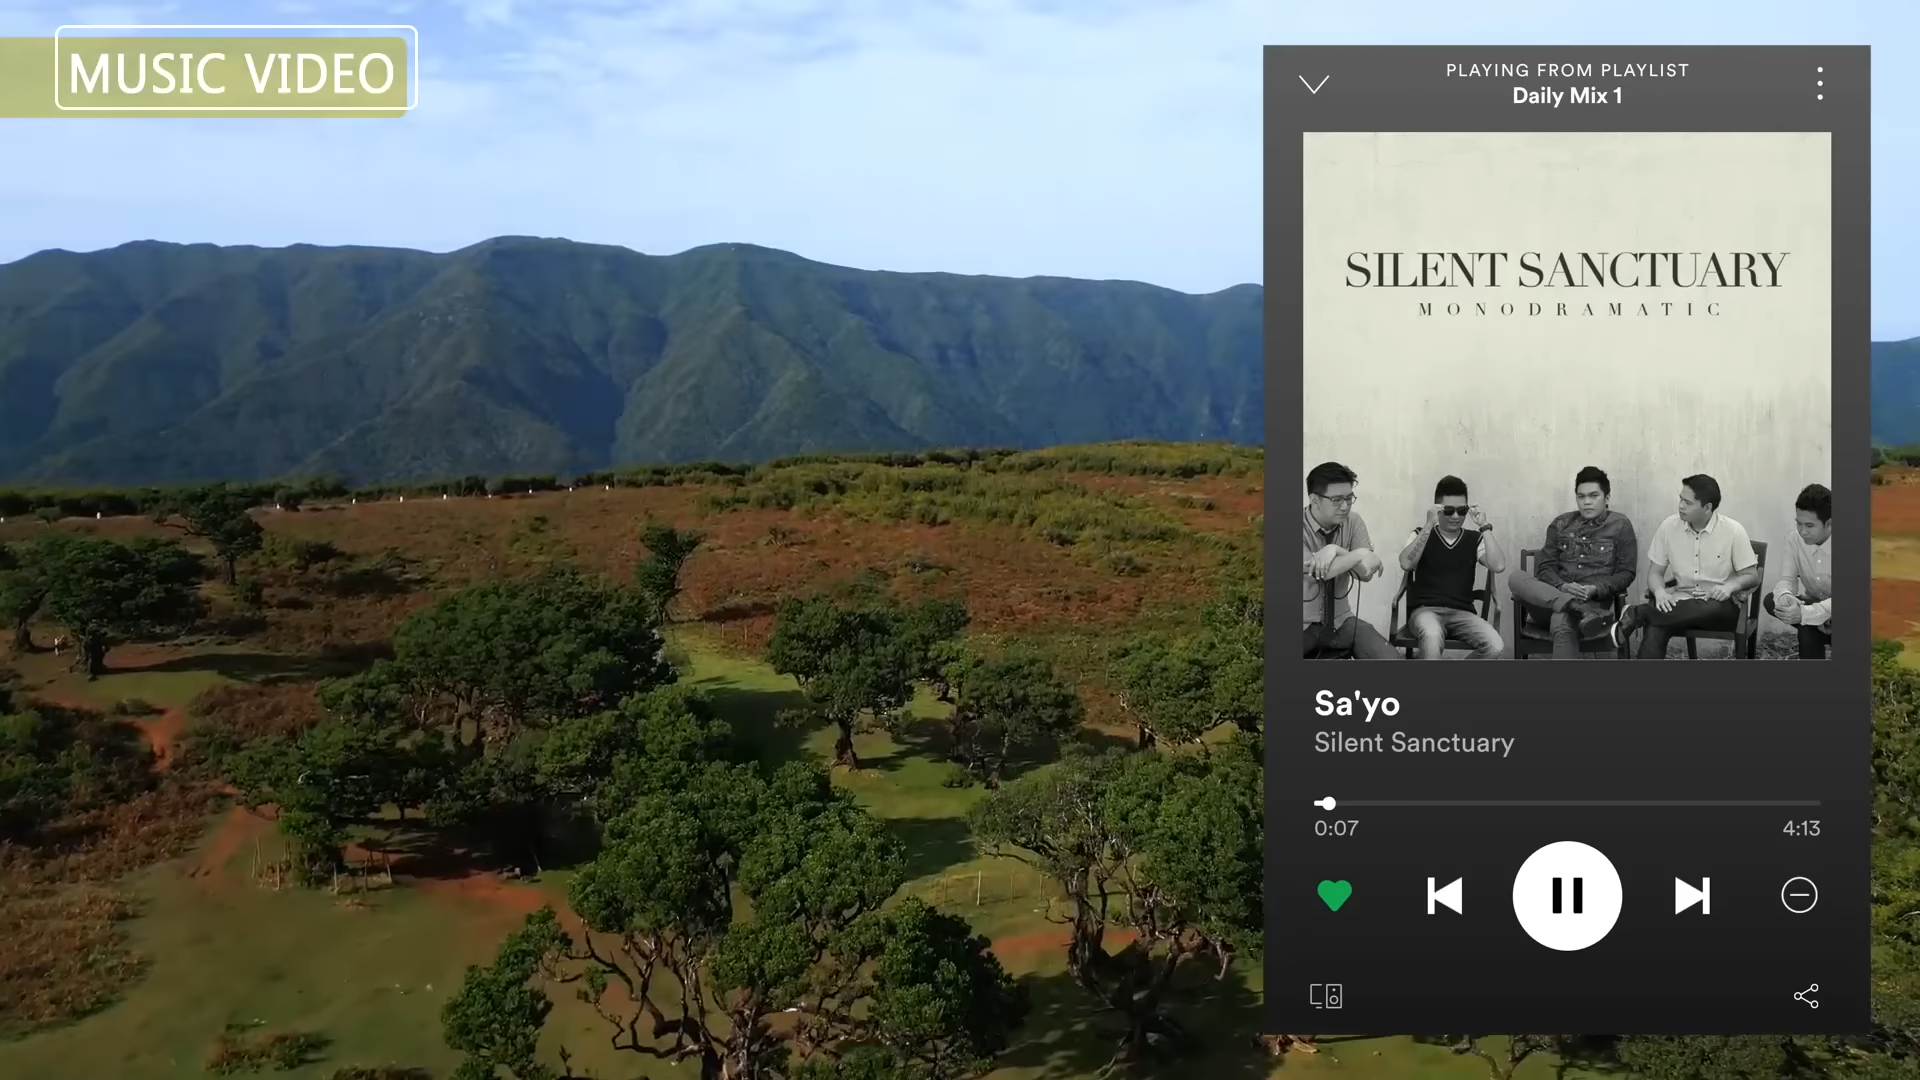 MUSIC VIDEO
PLAYING FROM PLAYLIST
Daily Mix 1
SILENT SANCTUARY
MONODRAMATIC
Sa'yo
Silent Sanctuary
0:07
4:13